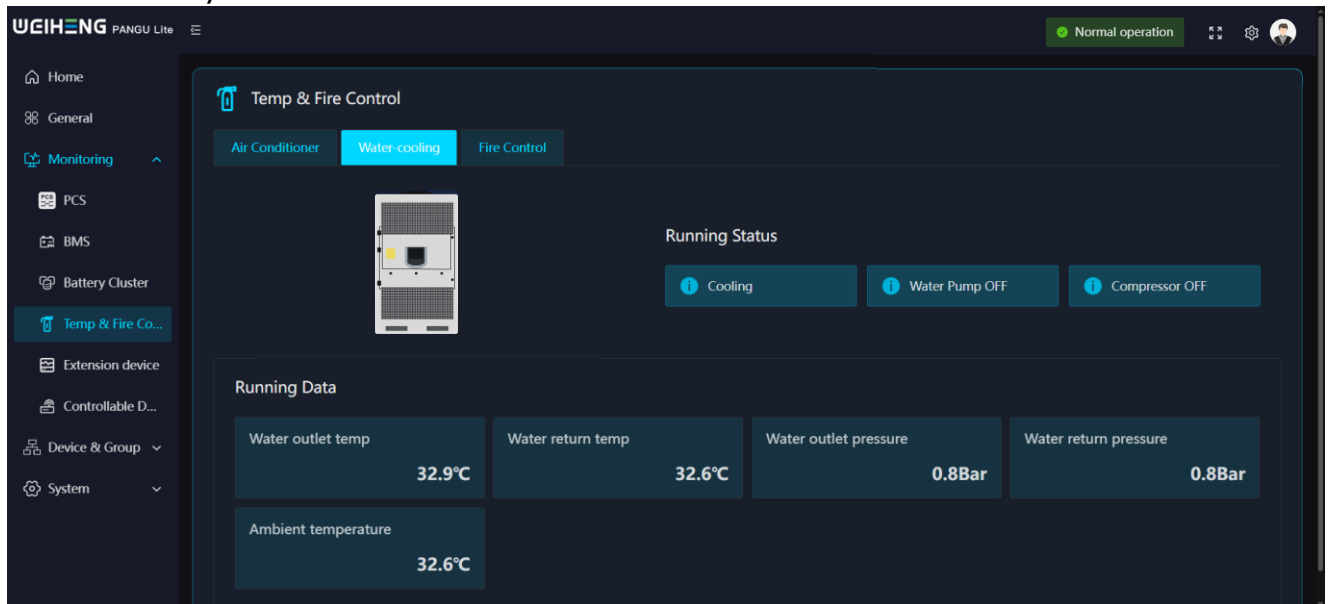 WEIHENG PANGU Lite
Normal operation
Home
General
Monitoring
PCS
PCS
BMS
Battery Cluster
Temp & Fire Co...
Extension device
Controllable D...
Device & Group
System
Temp & Fire Control
Air Conditioner
Water-cooling
Fire Control
Running Status
Cooling
Water Pump OFF
Compressor OFF
Running Data
Water outlet temp
32.9℃
Water return temp
32.6℃
Water outlet pressure
0.8Bar
Water return pressure
0.8Bar
Ambient temperature
32.6℃